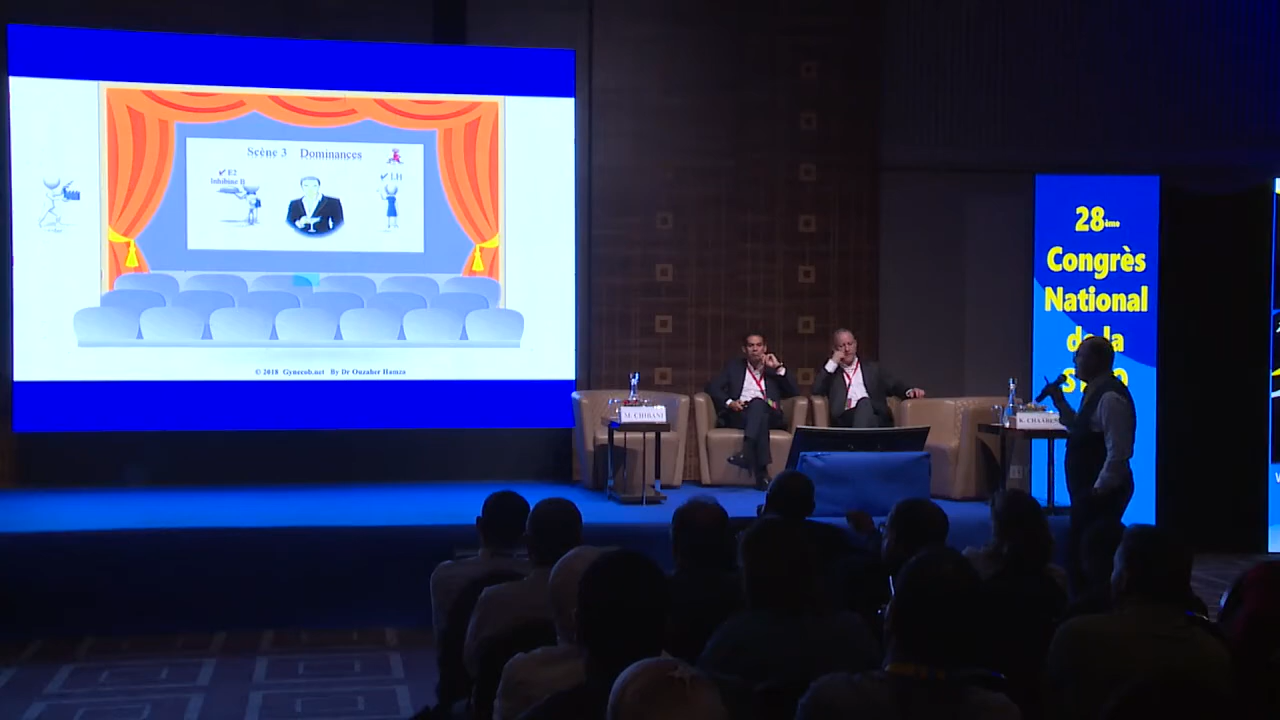 Scène 3 Dominances
✔ E2
Inhibine B
✔ LH
© 2018 Gynecob.net By Dr Ouzaher Hamza
M. CHIBANI
28ème
Congrès
National
de la